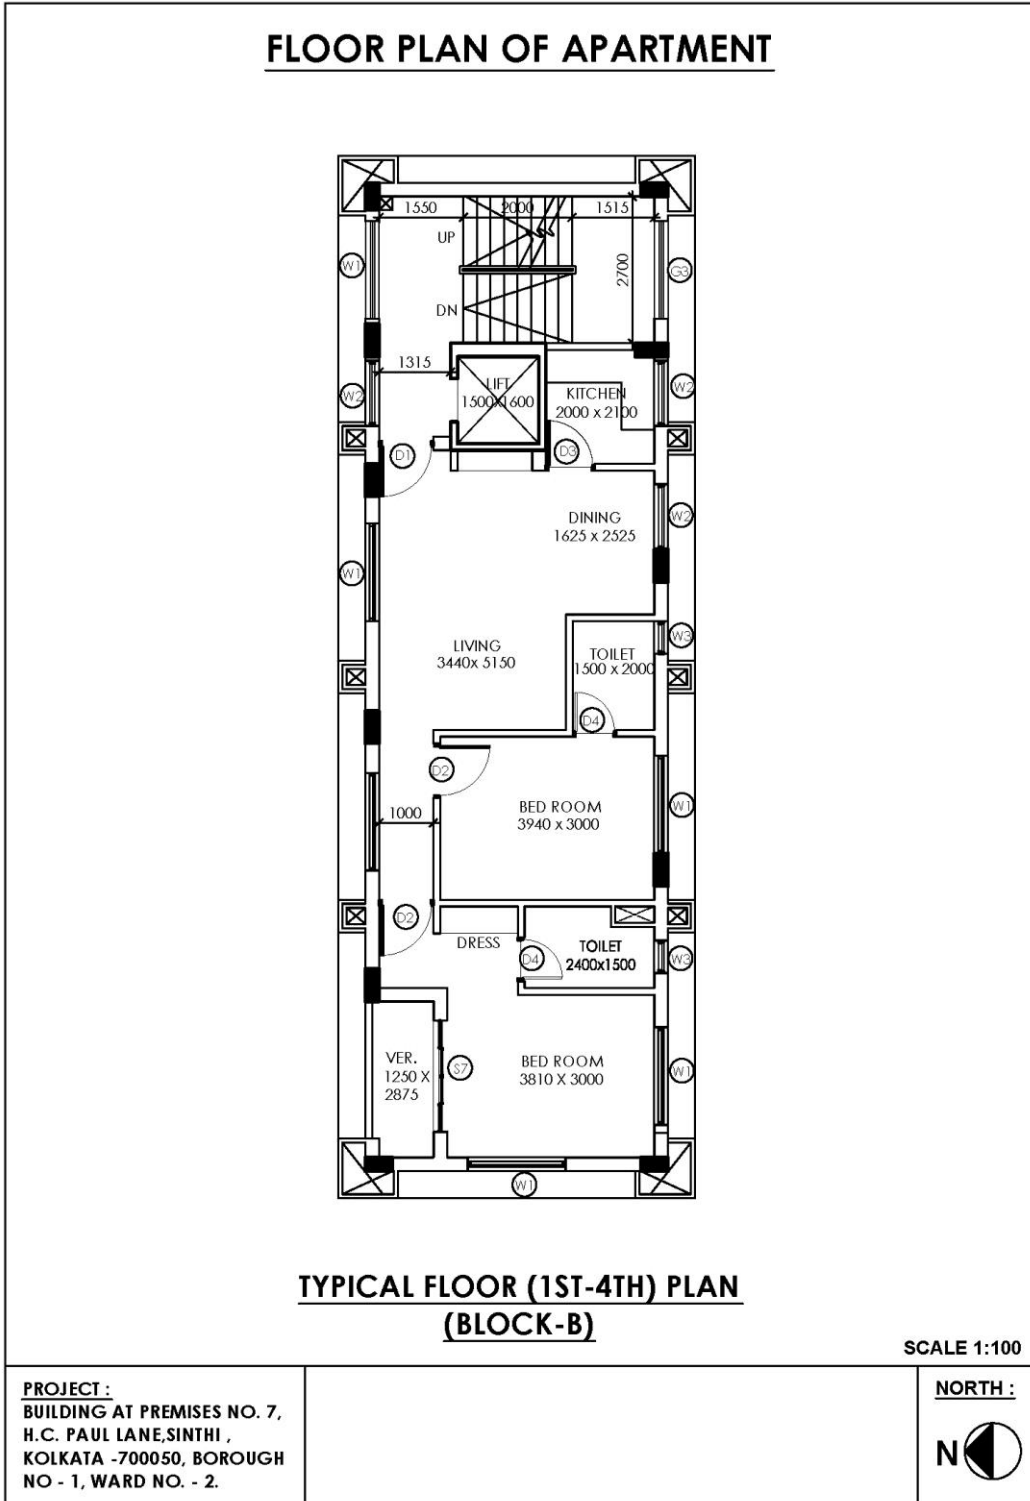 FLOOR PLAN OF APARTMENT
1550
2000
1515
UP
W1
G3
2700
DN
1315
LIFT
1500X1600
KITCHEN
2000 x 2100
W2
W2
D1
D3
DINING
1625 x 2525
W2
W1
W3
LIVING
3440x 5150
TOILET
1500 x 2000
D4
D2
BED ROOM
3940 x 3000
W1
1000
D2
DRESS
TOILET
2400x1500
D4
W3
VER.
1250 X
2875
S7
BED ROOM
3810 X 3000
W1
W1
TYPICAL FLOOR (1ST-4TH) PLAN
(BLOCK-B)
SCALE 1:100
PROJECT :
BUILDING AT PREMISES NO. 7,
H.C. PAUL LANE,SINTHI ,
KOLKATA -700050, BOROUGH
NO - 1, WARD NO. - 2.
NORTH :
N